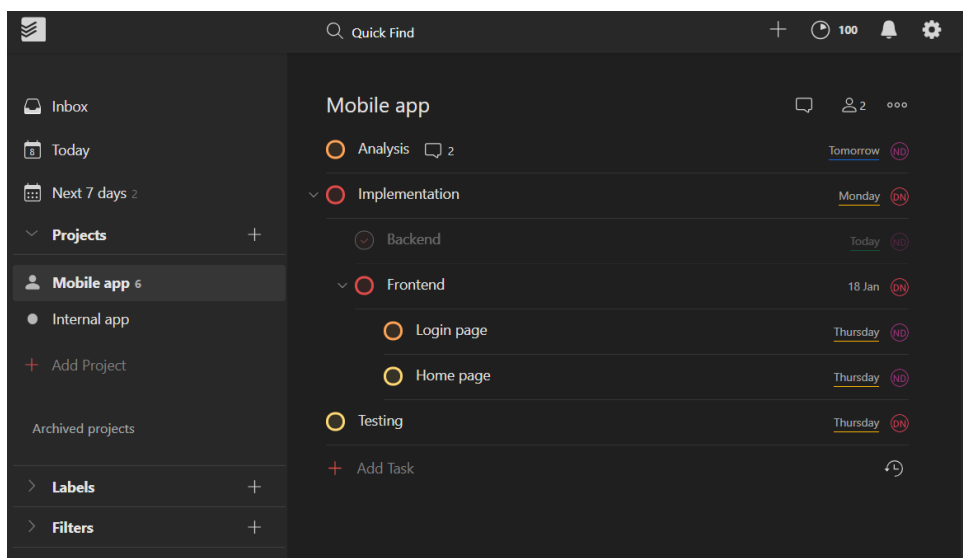 Quick Find
100
Inbox
8 Today
Next 7 days 2
Projects
Mobile app 6
Internal app
Add Project
Archived projects
Labels
Filters
Mobile app
2
Analysis 2 Tomorrow ND
Implementation Monday DN
Backend Today ND
Frontend 18 Jan DN
Login page Thursday ND
Home page Thursday ND
Testing Thursday DN
Add Task